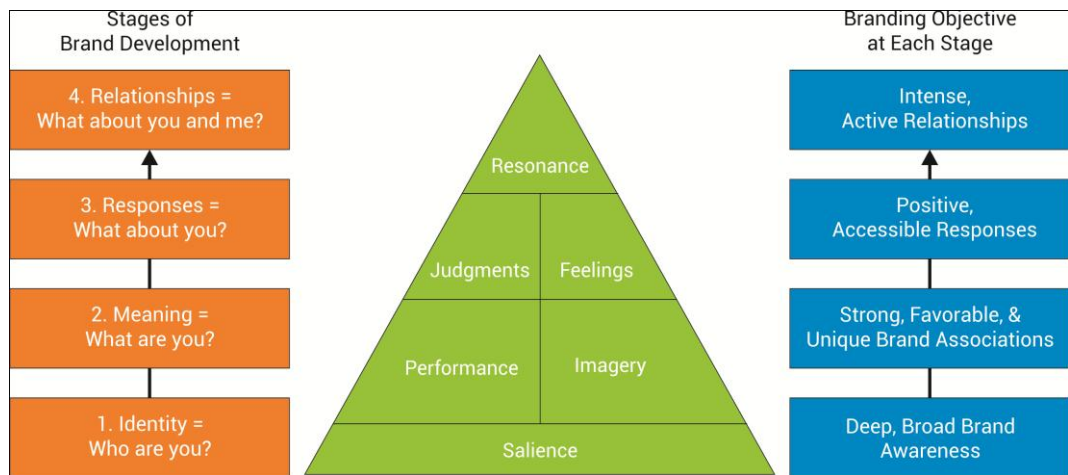 Stages of
Brand Development
4. Relationships =
What about you and me?
3. Responses =
What about you?
2. Meaning =
What are you?
1. Identity =
Who are you?
Resonance
Judgments
Feelings
Performance
Imagery
Salience
Branding Objective
at Each Stage
Intense,
Active Relationships
Positive,
Accessible Responses
Strong, Favorable, &
Unique Brand Associations
Deep, Broad Brand
Awareness